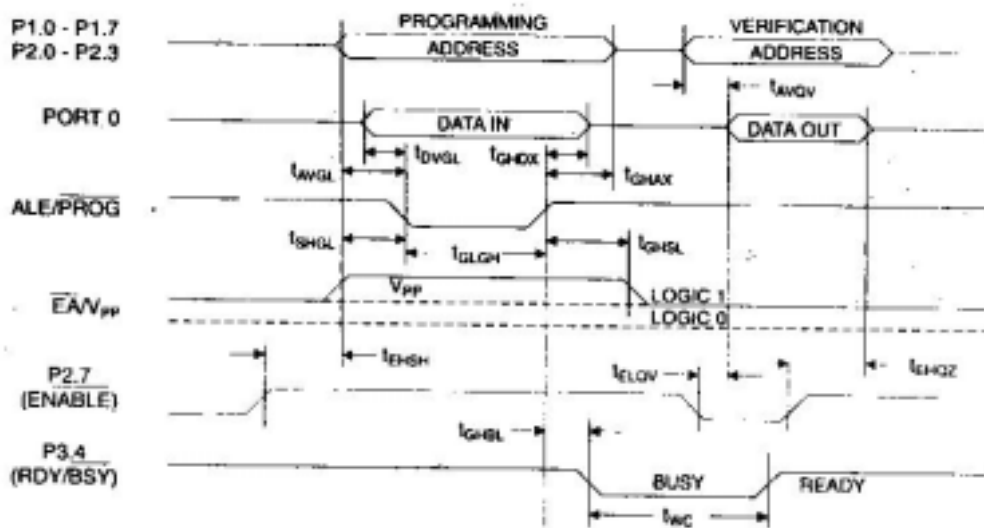 P1.0 - P1.7
P2.0 - P2.3
PROGRAMMING
ADDRESS
VERIFICATION
ADDRESS
tAVQV
PORT 0
DATA IN
DATA OUT
tDVGL
tGHDX
tAVGL
tGHAX
ALE/PROG
tSHGL
tGLGH
tGHSL
EA/VPP
VPP
LOGIC 1
LOGIC 0
tEHSH
tELQV
tEHQZ
P2.7
(ENABLE)
tGHBL
P3.4
(RDY/BSY)
BUSY
READY
tWC